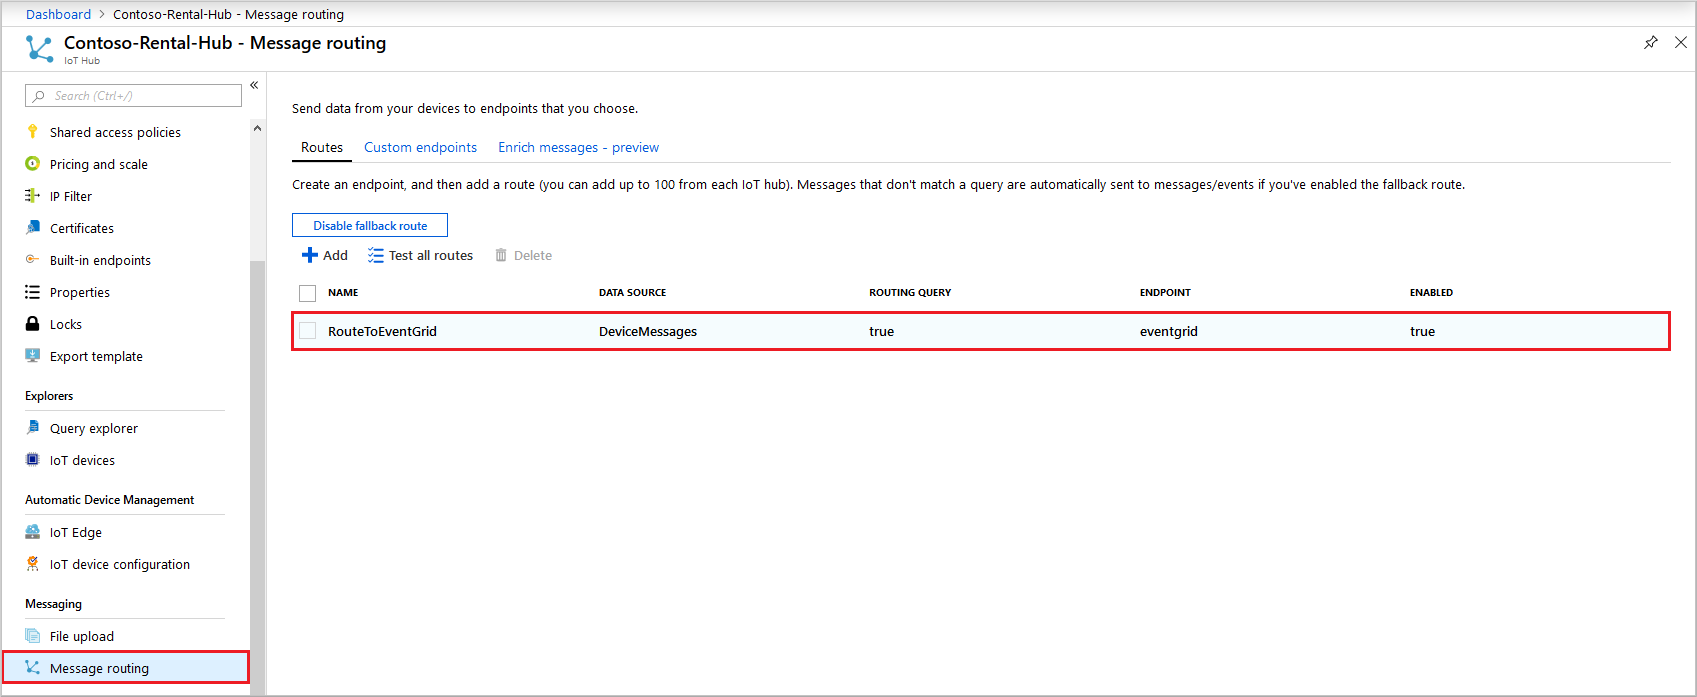 Dashboard > Contoso-Rental-Hub - Message routing
Contoso-Rental-Hub - Message routing
IoT Hub
Search (Ctrl+/)
«
Shared access policies
Pricing and scale
IP Filter
Certificates
Built-in endpoints
Properties
Locks
Export template
Explorers
Query explorer
IoT devices
Automatic Device Management
IoT Edge
IoT device configuration
Messaging
File upload
Message routing
Send data from your devices to endpoints that you choose.
Routes Custom endpoints Enrich messages - preview
Create an endpoint, and then add a route (you can add up to 100 from each IoT hub). Messages that don't match a query are automatically sent to messages/events if you've enabled the fallback route.
Disable fallback route
Add Test all routes Delete
NAME DATA SOURCE ROUTING QUERY ENDPOINT ENABLED
RouteToEventGrid DeviceMessages true eventgrid true